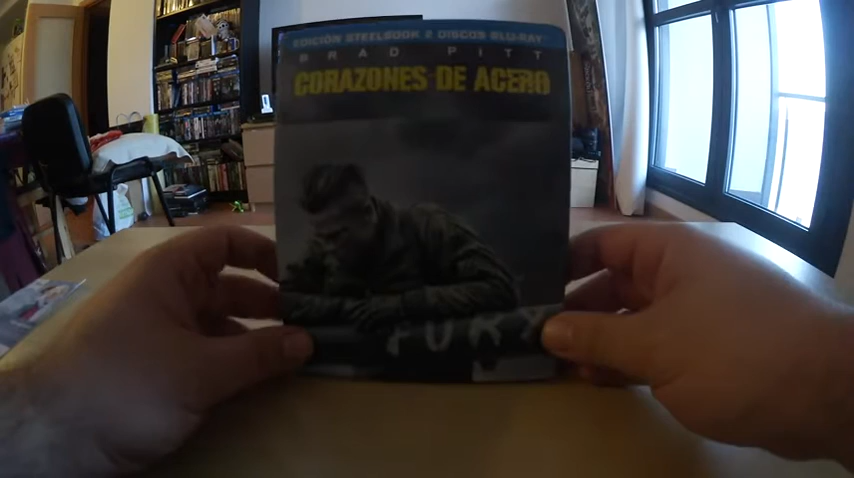 EDICIÓN STEELBOOK 2 DISCOS BLU-RAY
BRAD PITT
CORAZONES DE ACERO
FURY